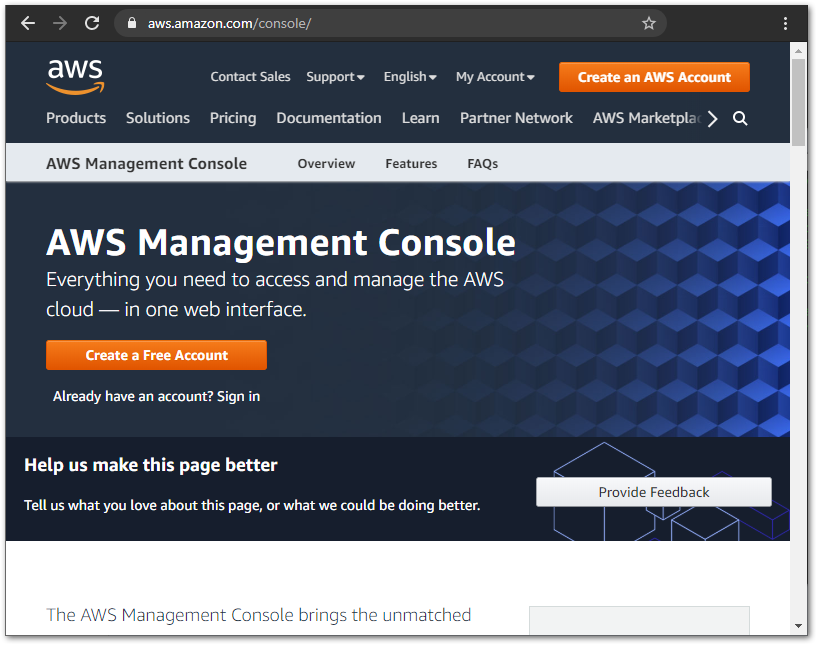 aws.amazon.com/console/
aws
Contact Sales Support English My Account Create an AWS Account
Products Solutions Pricing Documentation Learn Partner Network AWS Marketplac
AWS Management Console Overview Features FAQs
AWS Management Console
Everything you need to access and manage the AWS
cloud — in one web interface.
Create a Free Account
Already have an account? Sign in
Help us make this page better
Tell us what you love about this page, or what we could be doing better.
Provide Feedback
The AWS Management Console brings the unmatched